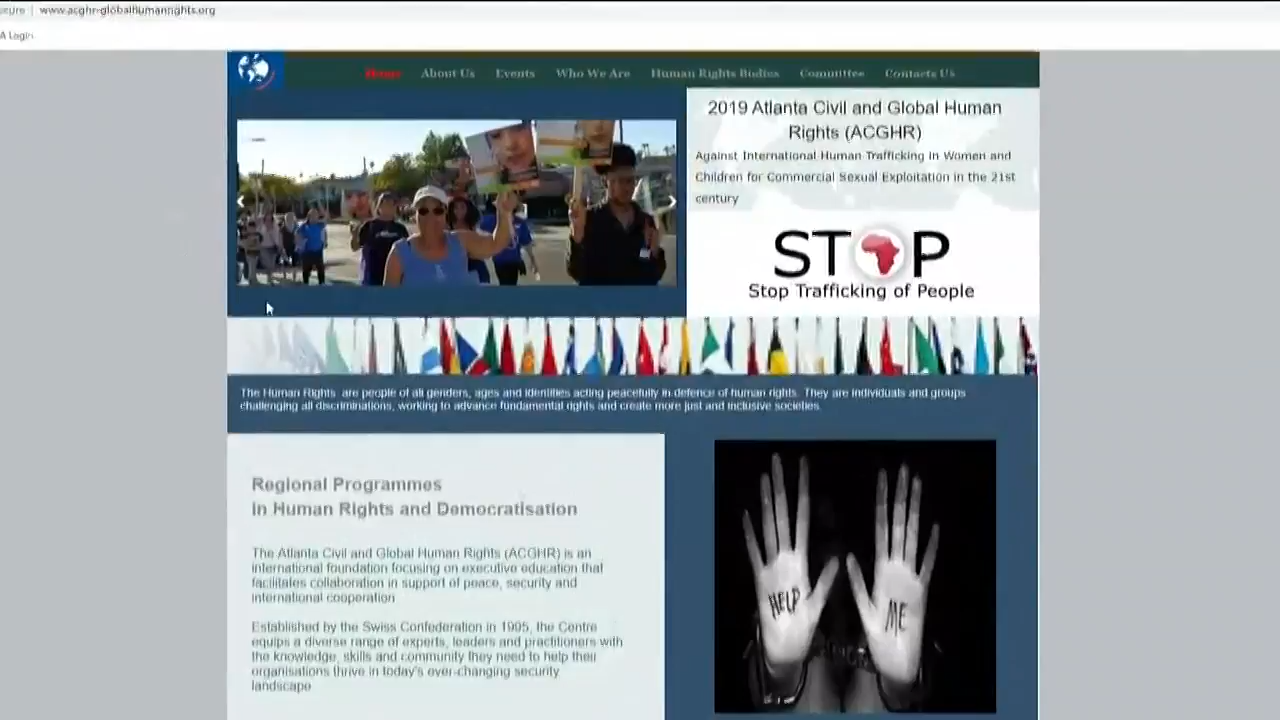 www.acghr-globalhumanrights.org
A Login
Home About Us Events Who We Are Human Rights Bodies Committee Contacts Us
2019 Atlanta Civil and Global Human
Rights (ACGHR)
Against International Human Trafficking in Women and
Children for Commercial Sexual Exploitation in the 21st
century
STOP
Stop Trafficking of People
The Human Rights are people of all genders, ages and identities acting peacefully in defence of human rights. They are individuals and groups
challenging all discriminations, working to advance fundamental rights and create more just and inclusive societies.
Regional Programmes
in Human Rights and Democratisation
The Atlanta Civil and Global Human Rights (ACGHR) is an
international foundation focusing on executive education that
facilitates collaboration in support of peace, security and
international cooperation
Established by the Swiss Confederation in 1995, the Centre
equips a diverse range of experts, leaders and practitioners with
the knowledge, skills and community they need to help their
organisations thrive in today's ever-changing security
landscape
HELP ME